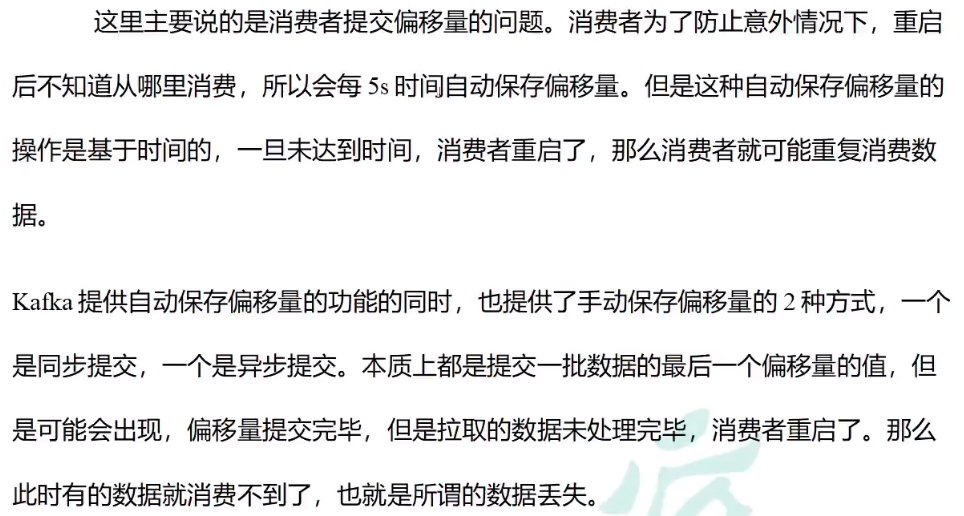 这里主要说的是消费者提交偏移量的问题。消费者为了防止意外情况下，重启
后不知道从哪里消费，所以会每 5s 时间自动保存偏移量。但是这种自动保存偏移量的
操作是基于时间的，一旦未达到时间，消费者重启了，那么消费者就可能重复消费数
据。
Kafka 提供自动保存偏移量的功能的同时，也提供了手动保存偏移量的 2 种方式，一个
是同步提交，一个是异步提交。本质上都是提交一批数据的最后一个偏移量的值，但
是可能会出现，偏移量提交完毕，但是拉取的数据未处理完毕，消费者重启了。那么
此时有的数据就消费不到了，也就是所谓的数据丢失。